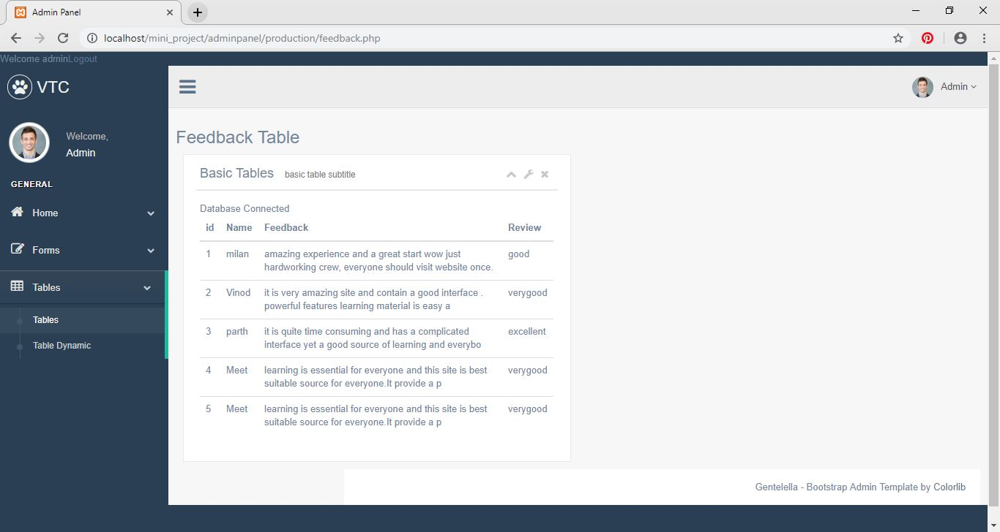 Admin Panel
localhost/mini_project/adminpanel/production/feedback.php
Welcome adminLogout
VTC
Admin
Welcome,
Admin
GENERAL
Home
Forms
Tables
Tables
Table Dynamic
Feedback Table
Basic Tables basic table subtitle
Database Connected
id Name Feedback Review
1 milan amazing experience and a great start wow just good
hardworking crew, everyone should visit website once.
2 Vinod it is very amazing site and contain a good interface . verygood
powerful features learning material is easy a
3 parth it is quite time consuming and has a complicated excellent
interface yet a good source of learning and everybo
4 Meet learning is essential for everyone and this site is best verygood
suitable source for everyone.It provide a p
5 Meet learning is essential for everyone and this site is best verygood
suitable source for everyone.It provide a p
Gentelella - Bootstrap Admin Template by Colorlib